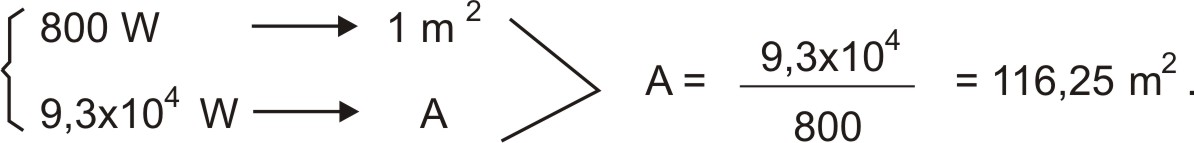 800 W → 1 m²
9,3x10⁴ W → A
A = 9,3x10⁴ / 800 = 116,25 m².